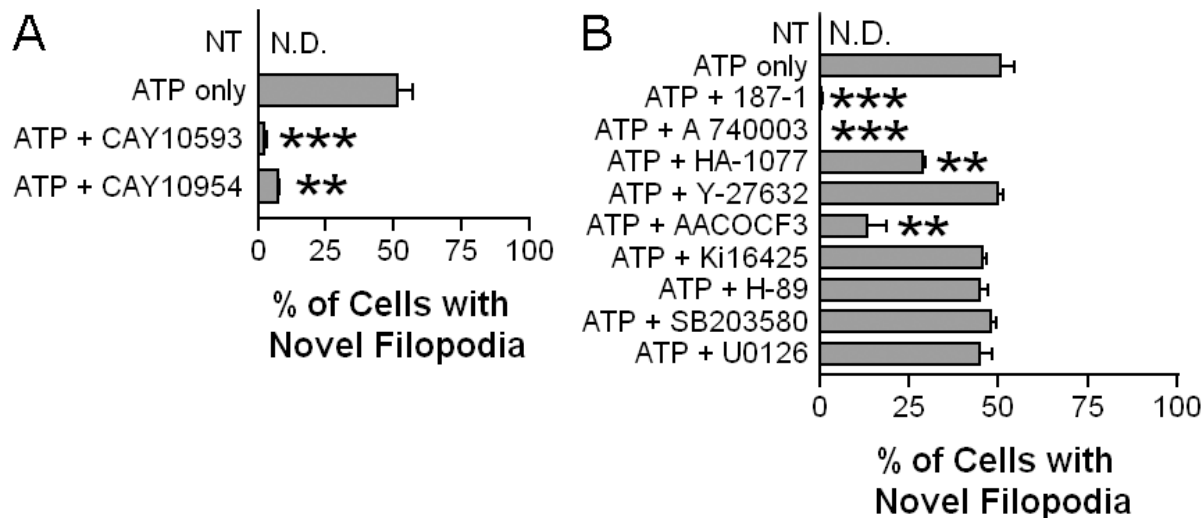 A
NT N.D.
ATP only
ATP + CAY10593 ***
ATP + CAY10954 **
0 25 50 75 100
% of Cells with
Novel Filopodia
B
NT N.D.
ATP only
ATP + 187-1 ***
ATP + A 740003 ***
ATP + HA-1077 **
ATP + Y-27632
ATP + AACOCF3 **
ATP + Ki16425
ATP + H-89
ATP + SB203580
ATP + U0126
0 25 50 75 100
% of Cells with
Novel Filopodia